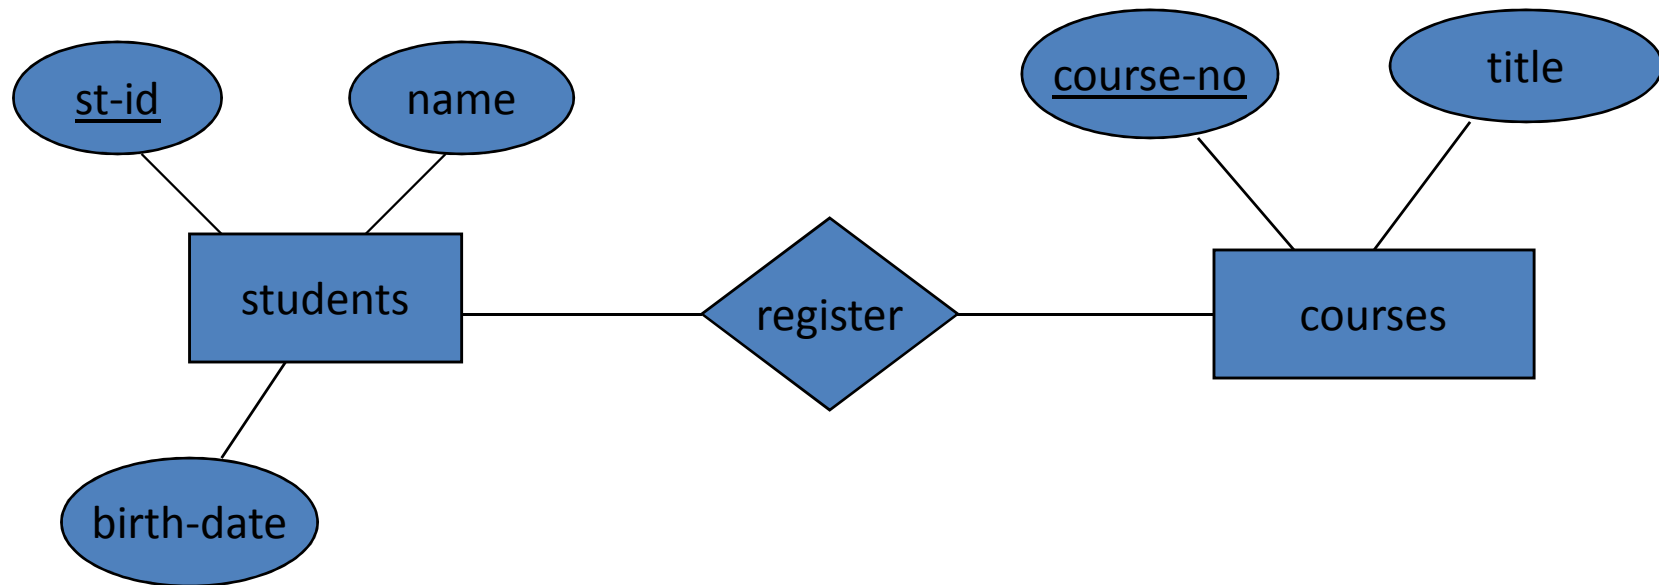 st-id
name
course-no
title
students
register
courses
birth-date